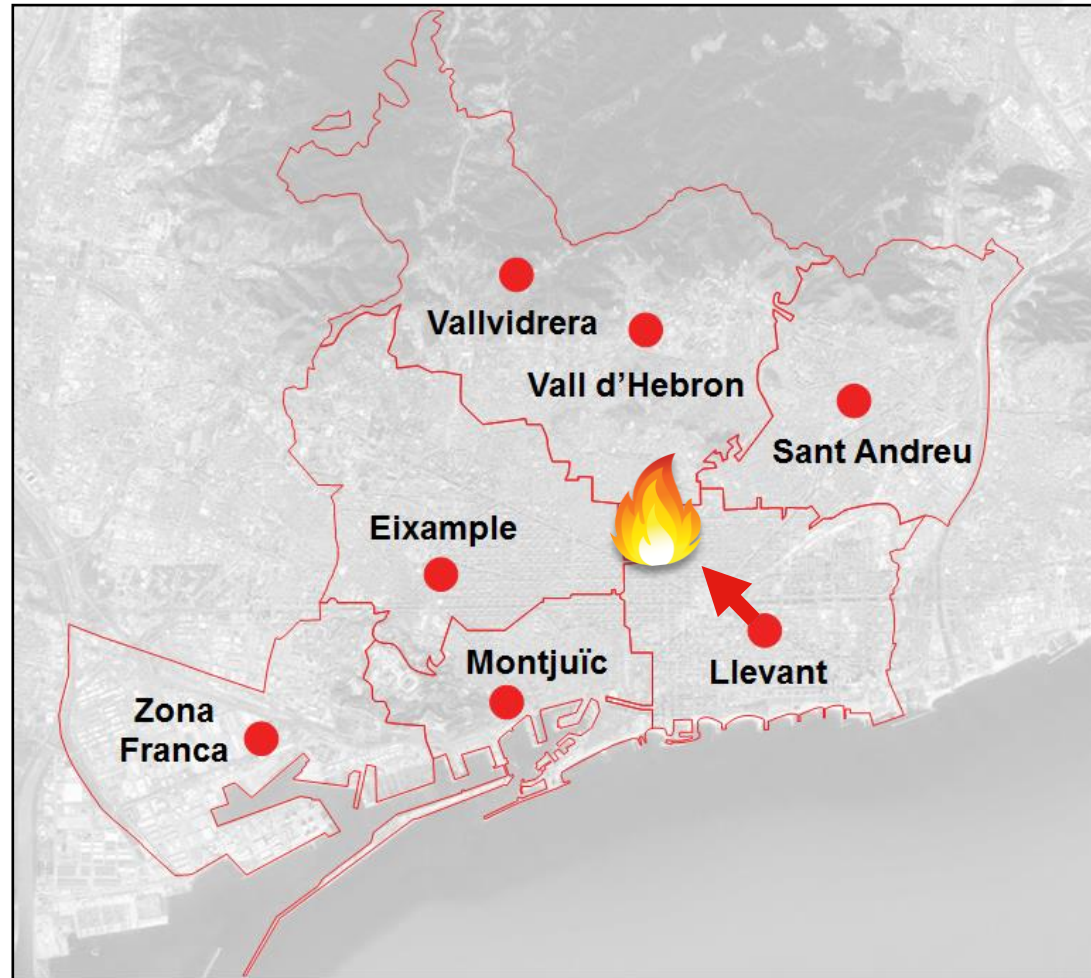 Vallvidrera
Vall d’Hebron
Sant Andreu
Eixample
Montjuïc
Llevant
Zona
Franca